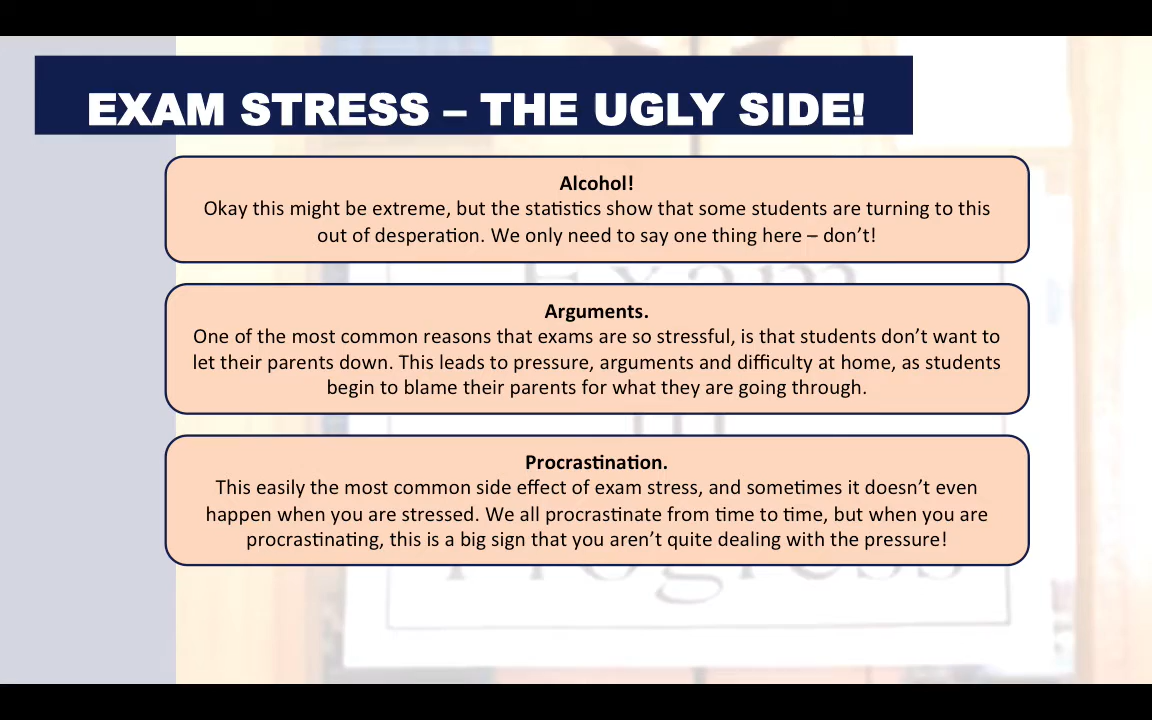 EXAM STRESS – THE UGLY SIDE!
Alcohol!
Okay this might be extreme, but the statistics show that some students are turning to this
out of desperation. We only need to say one thing here – don't!
Exam
Arguments.
One of the most common reasons that exams are so stressful, is that students don't want to
let their parents down. This leads to pressure, arguments and difficulty at home, as students
begin to blame their parents for what they are going through.
in
Procrastination.
This easily the most common side effect of exam stress, and sometimes it doesn't even
happen when you are stressed. We all procrastinate from time to time, but when you are
procrastinating, this is a big sign that you aren't quite dealing with the pressure!
Progress